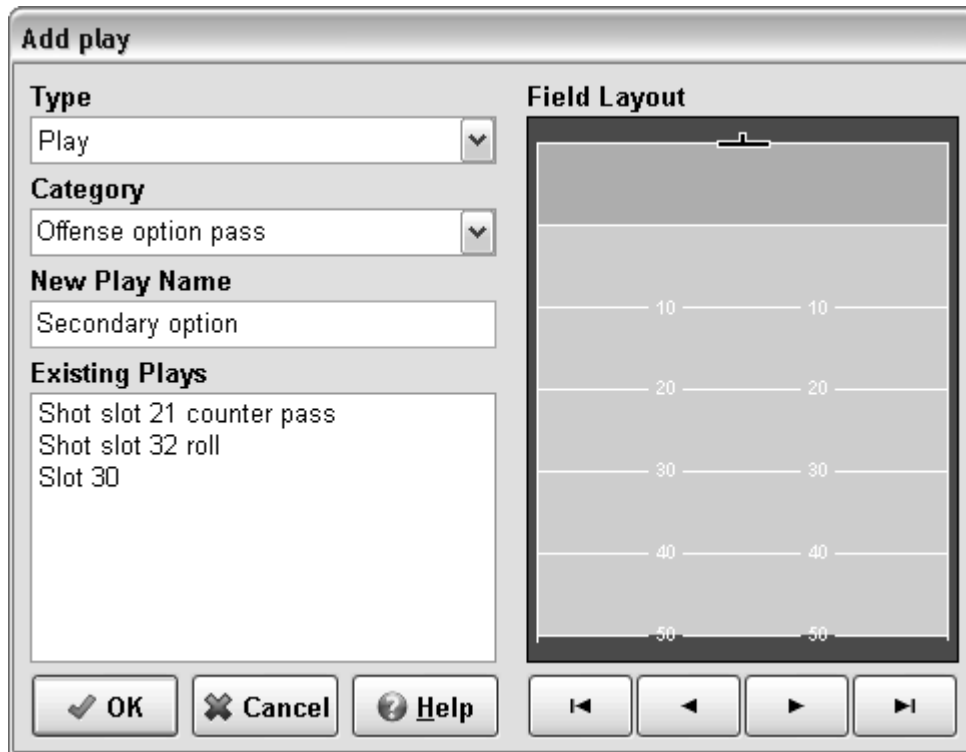 Add play
Type
Play
Category
Offense option pass
New Play Name
Secondary option
Existing Plays
Shot slot 21 counter pass
Shot slot 32 roll
Slot 30
OK
Cancel
Help
Field Layout
10 10
20 20
30 30
40 40
50 50